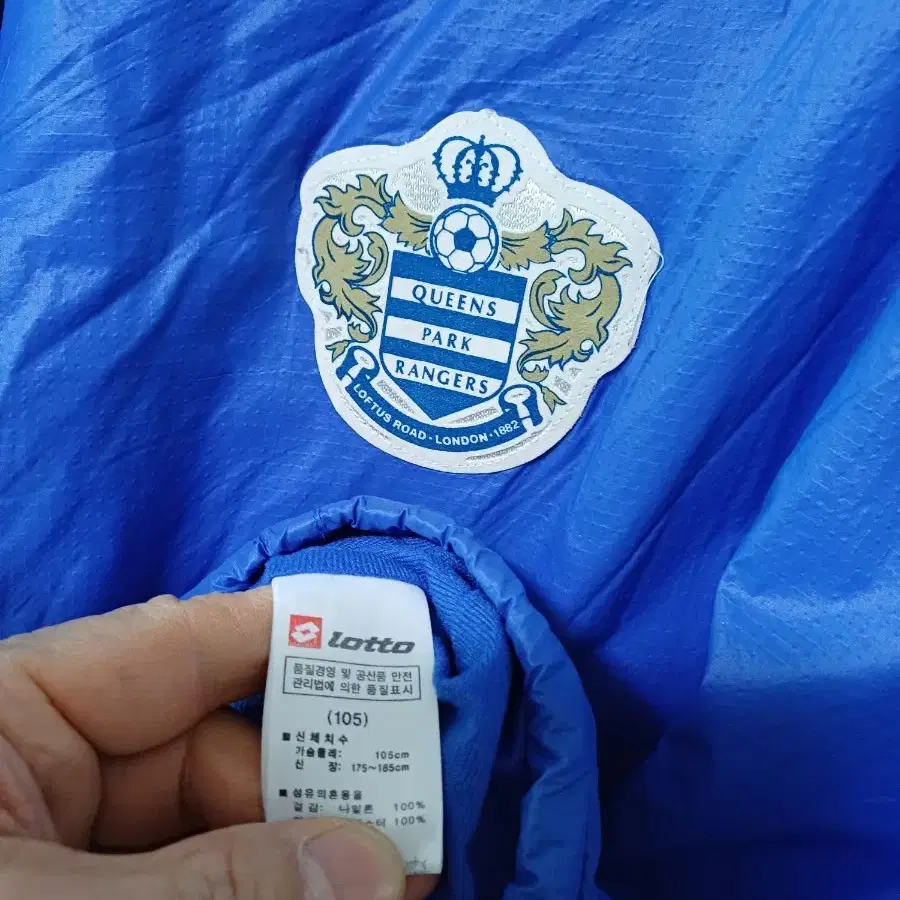 QUEENS
PARK
RANGERS
LOFTUS ROAD - LONDON - 1882
lotto
품질경영 및 공산품 안전
관리법에 의한 품질표시
(105)
■ 신체치수
가슴둘레: 105cm
신 장: 175~185cm
■ 섬유의혼용율
겉감: 나일론 100%
100%